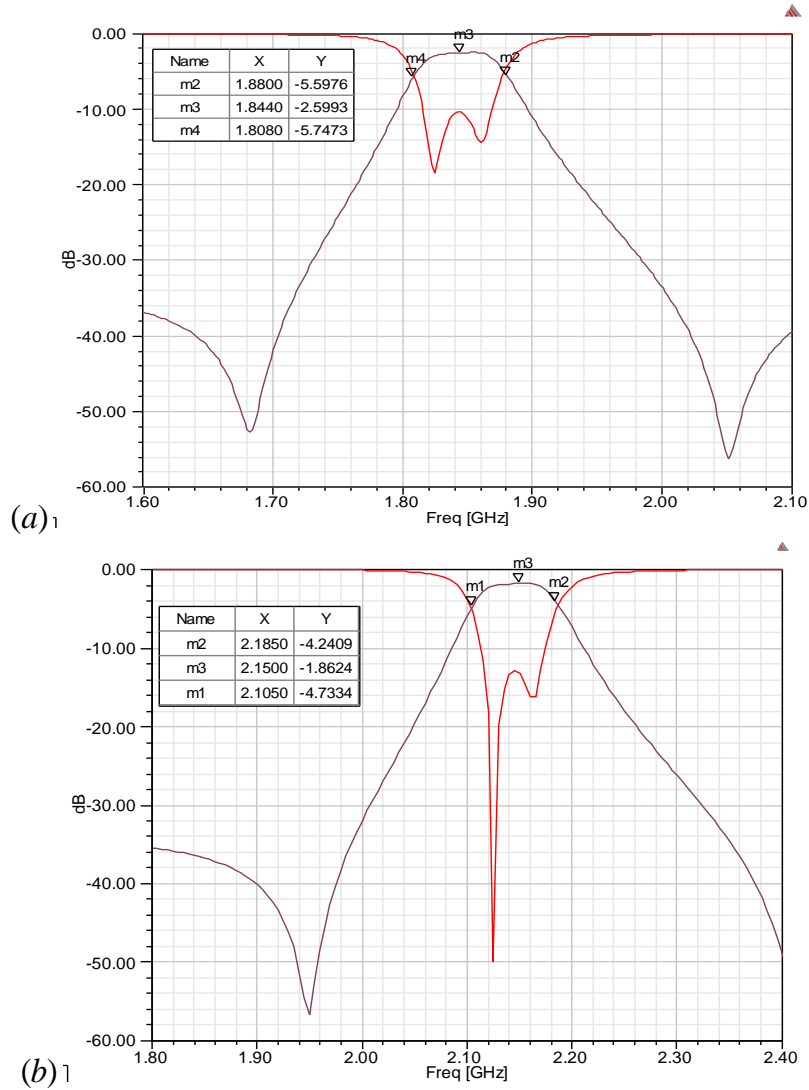 0.00
m3
m4
m2
Name X Y
m2 1.8800 -5.5976
m3 1.8440 -2.5993
m4 1.8080 -5.7473
-10.00
-20.00
-30.00
dB
-40.00
-50.00
-60.00
1.60 1.70 1.80 1.90 2.00 2.10
Freq [GHz]
(a) ๅ
0.00
m3
m1
m2
Name X Y
m2 2.1850 -4.2409
m3 2.1500 -1.8624
m1 2.1050 -4.7334
-10.00
-20.00
-30.00
dB
-40.00
-50.00
-60.00
1.80 1.90 2.00 2.10 2.20 2.30 2.40
Freq [GHz]
(b) ๅ